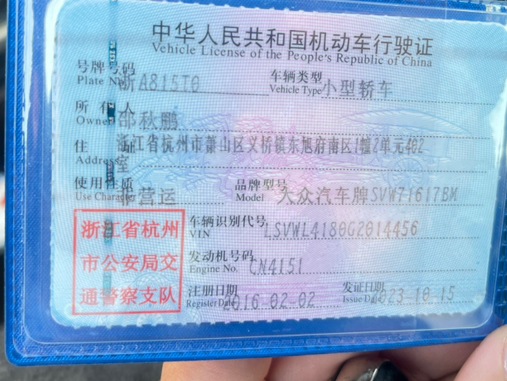 中华人民共和国机动车行驶证
Vehicle License of the People's Republic of China
号牌号码 浙A815T0 车辆类型 小型轿车
Plate No. Vehicle Type
所有人 邵秋鹏
Owner
住址 浙江省杭州市萧山区义桥镇东旭府南区1幢2单元402室
Address
使用性质 非营运 品牌型号 大众汽车牌SVW71617BM
Use Character Model
浙江省杭州
市公安局交
通警察支队
车辆识别代号 LSVWL4180G2014456
VIN
发动机号码 CN4151
Engine No.
注册日期 2016-02-02 发证日期 2023-10-15
Register Date Issue Date